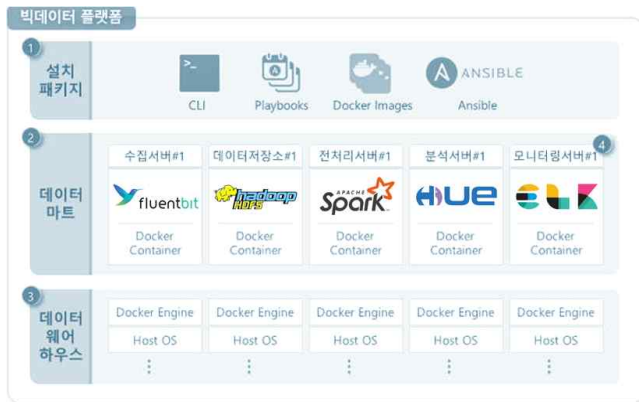 빅데이터 플랫폼
1
설치
패키지
>_
CLI
Playbooks
Docker Images
ANSIBLE
Ansible
2
데이터
마트
수집서버#1
데이터저장소#1
전처리서버#1
분석서버#1
모니터링서버#1
4
fluentbit
hadoop
HDFS
APACHE
Spark
HUE
ELK
Docker
Container
Docker
Container
Docker
Container
Docker
Container
Docker
Container
3
데이터
웨어
하우스
Docker Engine
Docker Engine
Docker Engine
Docker Engine
Docker Engine
Host OS
Host OS
Host OS
Host OS
Host OS